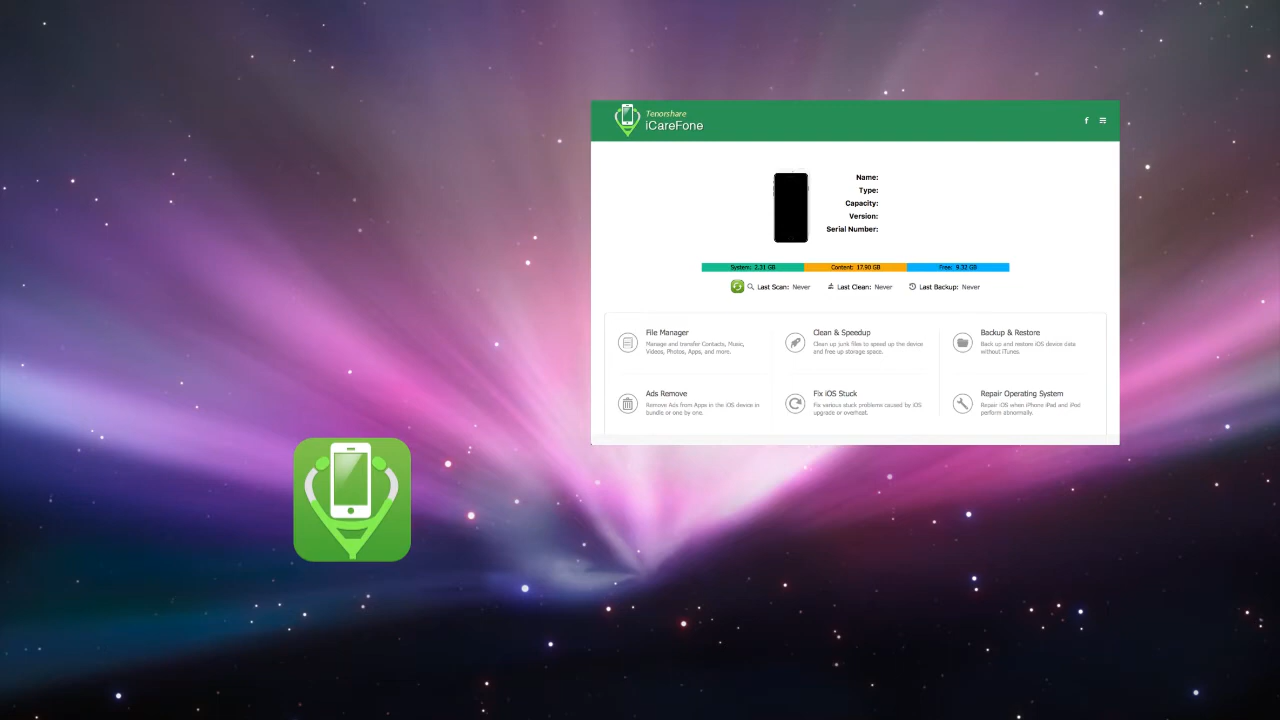 Tenorshare
iCareFone
f
Name:
Type:
Capacity:
Version:
Serial Number:
System: 2.31 GB Content: 17.90 GB Free: 9.32 GB
Last Scan: Never Last Clean: Never Last Backup: Never
File Manager
Manage and transfer Contacts, Music,
Videos, Photos, Apps, and more.
Clean & Speedup
Clean up junk files to speed up the device
and free up storage space.
Backup & Restore
Back up and restore iOS device data
without iTunes.
Ads Remove
Remove Ads from Apps in the iOS device in
bundle or one by one.
Fix iOS Stuck
Fix various stuck problems caused by iOS
upgrade or overheat.
Repair Operating System
Repair iOS when iPhone iPad and iPod
perform abnormally.